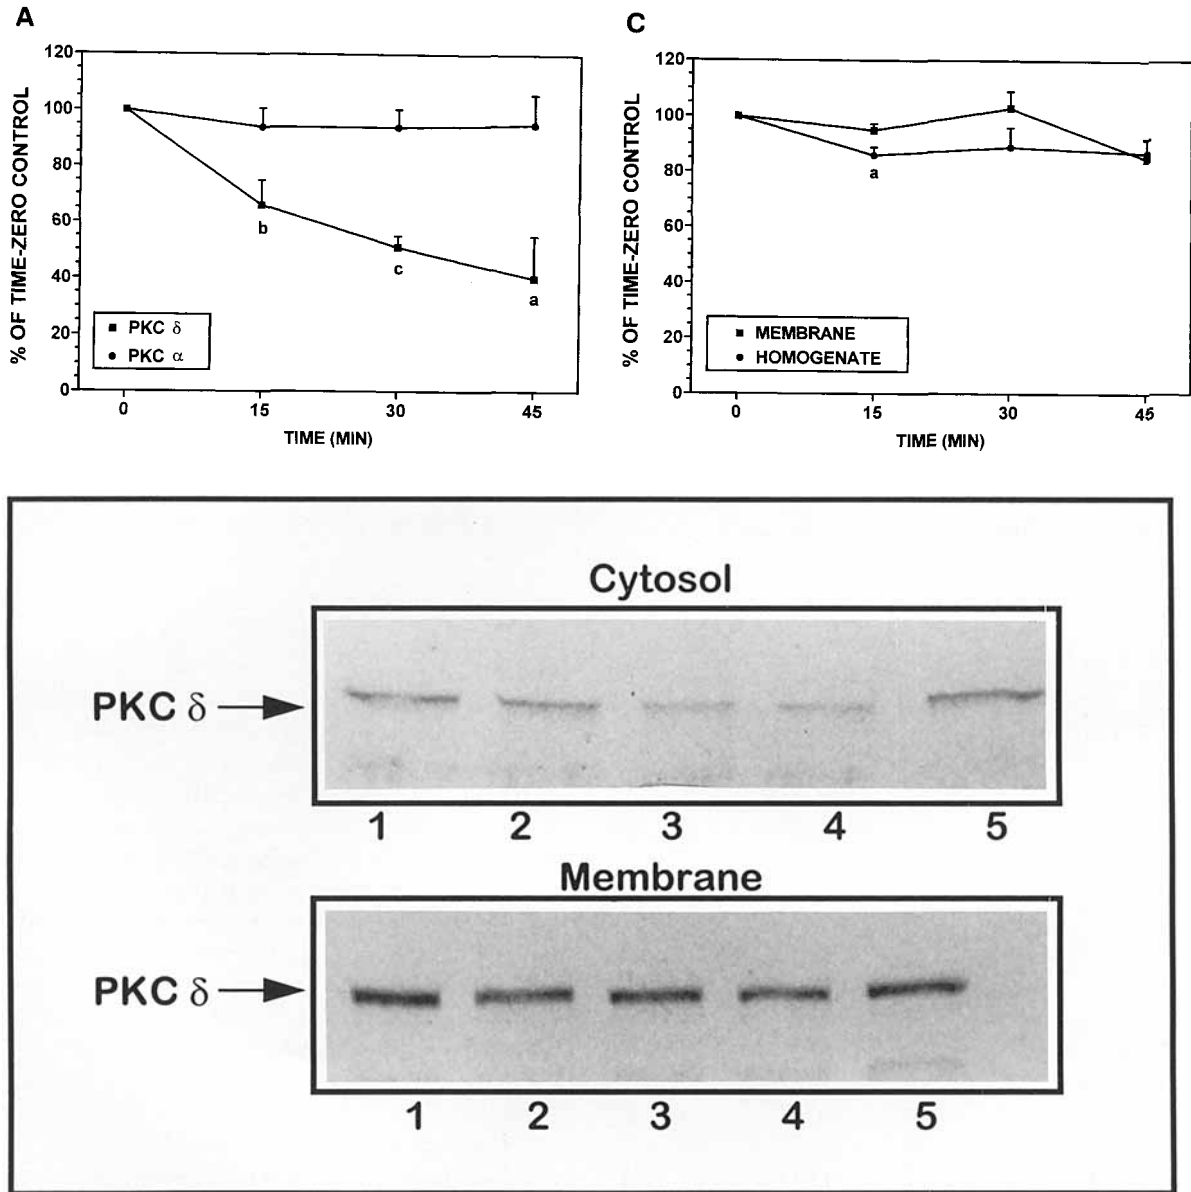 A
% OF TIME-ZERO CONTROL
120
100
80
60
40
20
0
b
c
a
PKC δ
PKC α
0 15 30 45
TIME (MIN)
C
% OF TIME-ZERO CONTROL
120
100
80
60
40
20
0
a
MEMBRANE
HOMOGENATE
0 15 30 45
TIME (MIN)
Cytosol
PKC δ
1 2 3 4 5
Membrane
PKC δ
1 2 3 4 5